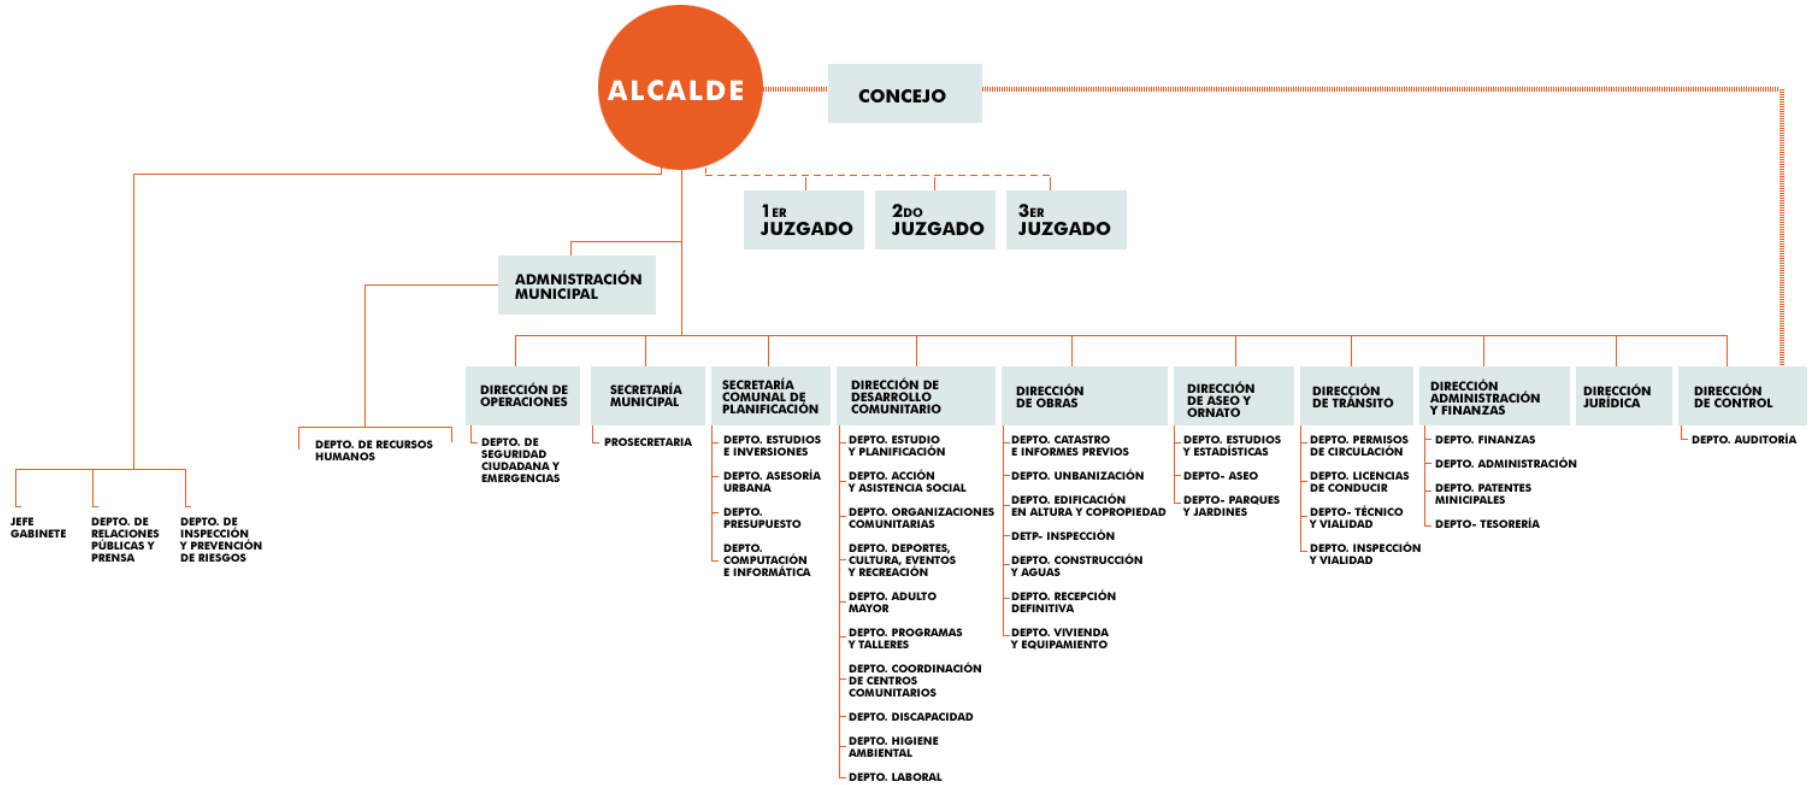 ALCALDE
CONCEJO
1ER
JUZGADO
2DO
JUZGADO
3ER
JUZGADO
ADMNISTRACIÓN
MUNICIPAL
DIRECCIÓN DE
OPERACIONES
SECRETARÍA
MUNICIPAL
SECRETARÍA
COMUNAL DE
PLANIFICACIÓN
DIRECCIÓN DE
DESARROLLO
COMUNITARIO
DIRECCIÓN
DE OBRAS
DIRECCIÓN
DE ASEO Y
ORNATO
DIRECCIÓN
DE TRÁNSITO
DIRECCIÓN
ADMINISTRACIÓN
Y FINANZAS
DIRECCIÓN
JURÍDICA
DIRECCIÓN
DE CONTROL
JEFE
GABINETE
DEPTO. DE
RELACIONES
PÚBLICAS Y
PRENSA
DEPTO. DE
INSPECCIÓN
Y PREVENCIÓN
DE RIESGOS
DEPTO. DE RECURSOS
HUMANOS
DEPTO. DE
SEGURIDAD
CIUDADANA Y
EMERGENCIAS
PROSECRETARIA
DEPTO. ESTUDIOS
E INVERSIONES
DEPTO. ASESORÍA
URBANA
DEPTO.
PRESUPUESTO
DEPTO.
COMPUTACIÓN
E INFORMÁTICA
DEPTO. ESTUDIO
Y PLANIFICACIÓN
DEPTO. ACCIÓN
Y ASISTENCIA SOCIAL
DEPTO. ORGANIZACIONES
COMUNITARIAS
DEPTO. DEPORTES,
CULTURA, EVENTOS
Y RECREACIÓN
DEPTO. ADULTO
MAYOR
DEPTO. PROGRAMAS
Y TALLERES
DEPTO. COORDINACIÓN
DE CENTROS
COMUNITARIOS
DEPTO. DISCAPACIDAD
DEPTO. HIGIENE
AMBIENTAL
DEPTO. LABORAL
DEPTO. CATASTRO
E INFORMES PREVIOS
DEPTO. UNBANIZACIÓN
DEPTO. EDIFICACIÓN
EN ALTURA Y COPROPIEDAD
DETP- INSPECCIÓN
DEPTO. CONSTRUCCIÓN
Y AGUAS
DEPTO. RECEPCIÓN
DEFINITIVA
DEPTO. VIVIENDA
Y EQUIPAMIENTO
DEPTO. ESTUDIOS
Y ESTADÍSTICAS
DEPTO- ASEO
DEPTO- PARQUES
Y JARDINES
DEPTO. PERMISOS
DE CIRCULACIÓN
DEPTO. LICENCIAS
DE CONDUCIR
DEPTO- TÉCNICO
Y VIALIDAD
DEPTO. INSPECCIÓN
Y VIALIDAD
DEPTO. FINANZAS
DEPTO. ADMINISTRACIÓN
DEPTO. PATENTES
MINICIPALES
DEPTO- TESORERÍA
DEPTO. AUDITORÍA